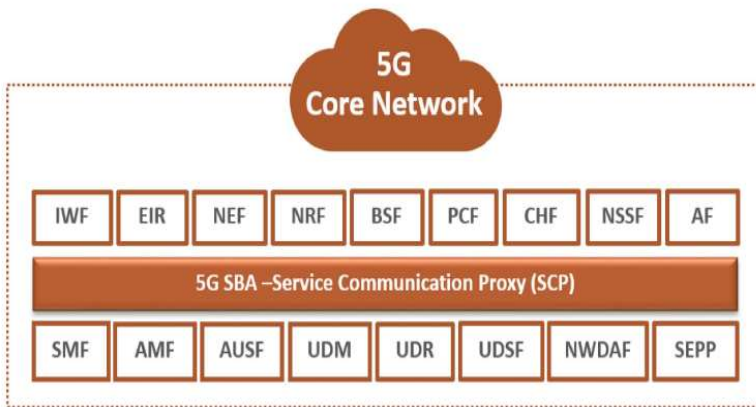 5G
Core Network
IWF EIR NEF NRF BSF PCF CHF NSSF AF
5G SBA –Service Communication Proxy (SCP)
SMF AMF AUSF UDM UDR UDSF NWDAF SEPP